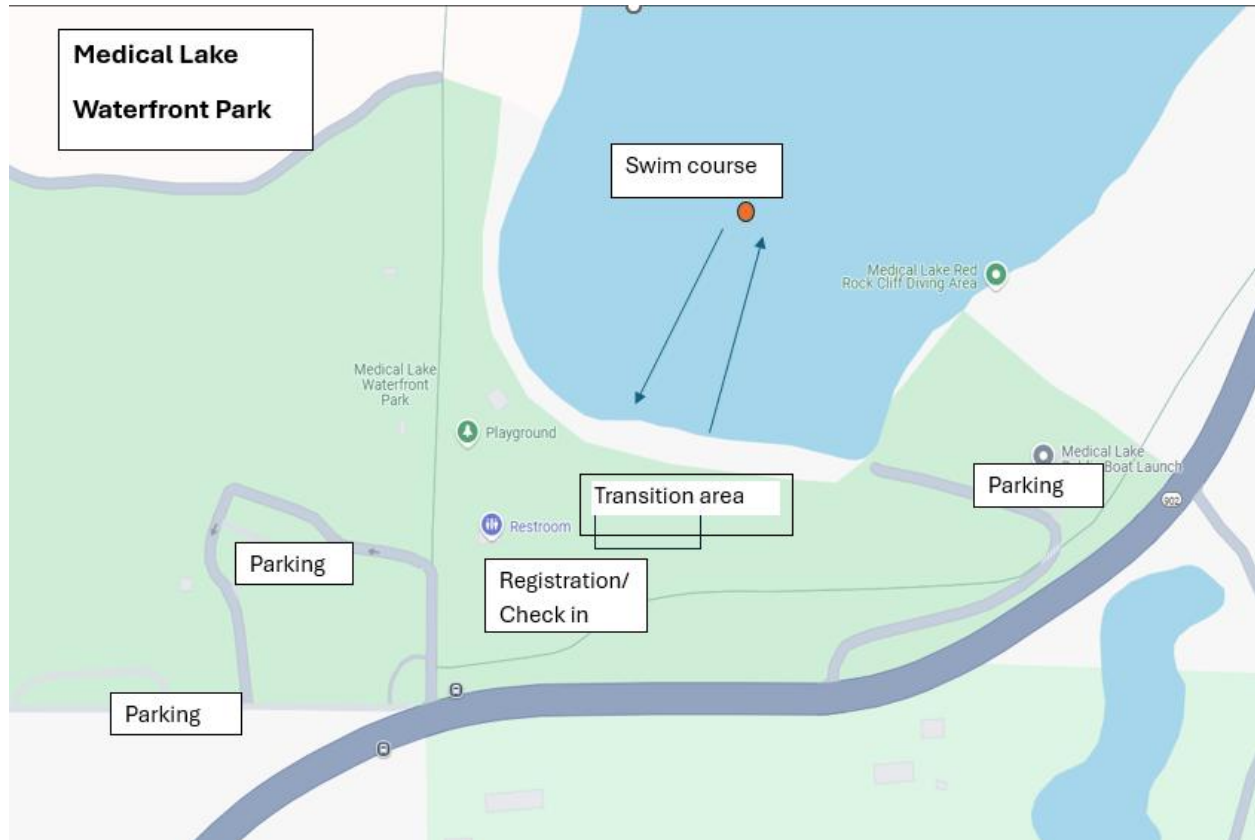 Medical Lake
Waterfront Park
Swim course
Medical Lake Red
Rock Cliff Diving Area
Medical Lake
Waterfront
Park
Playground
Medical Lake
Boat Launch
Parking
902
Transition area
Restroom
Parking
Registration/
Check in
Parking